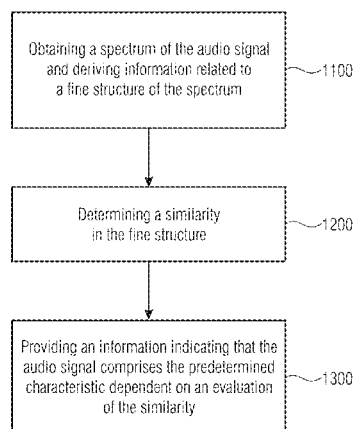 Obtaining a spectrum of the audio signal
and deriving information related to
a fine structure of the spectrum
1100
Determining a similarity
in the fine structure
1200
Providing an information indicating that the
audio signal comprises the predetermined
characteristic dependent on an evaluation
of the similarity
1300